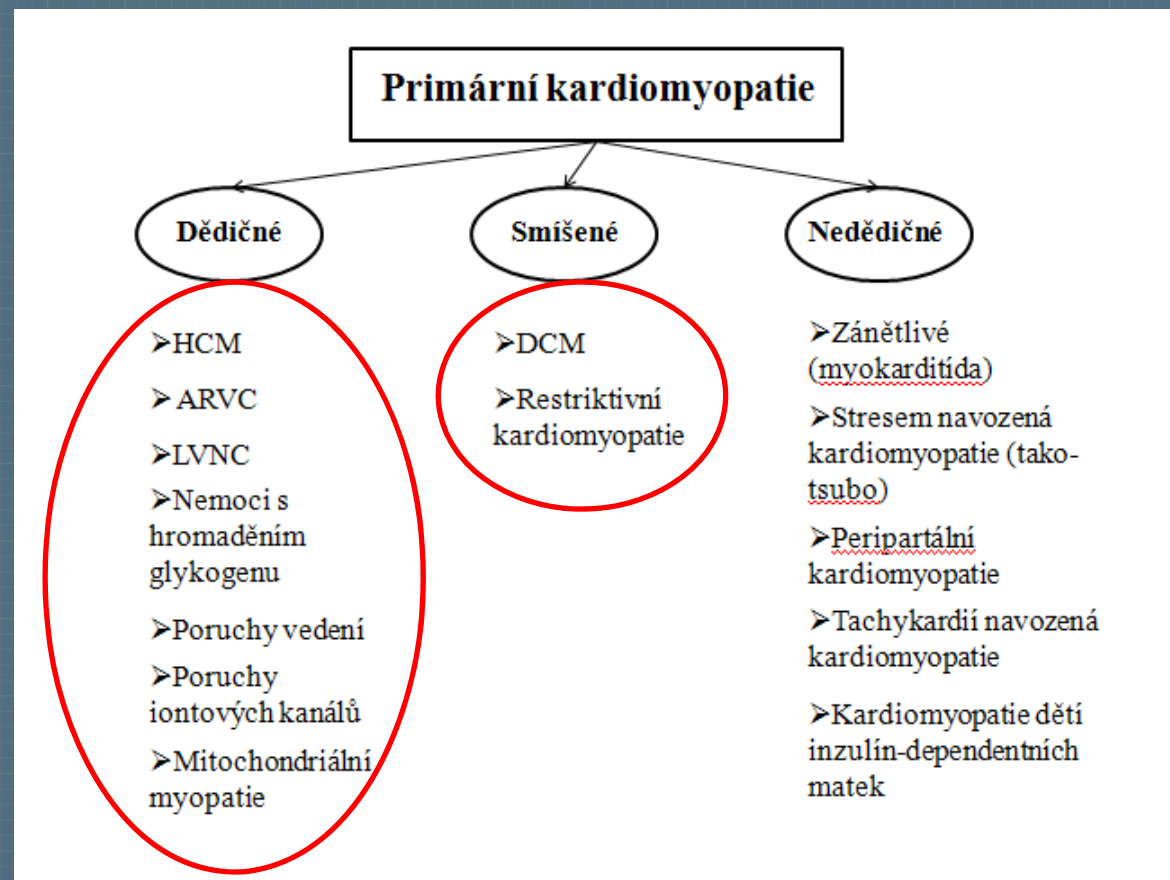 Primární kardiomyopatie
Dědičné
➢HCM
➢ARVC
➢LVNC
➢Nemoci s
hromaděním
glykogenu
➢Poruchy vedení
➢Poruchy
iontových kanálů
➢Mitochondriální
myopatie
Smíšené
➢DCM
➢Restriktivní
kardiomyopatie
Nedědičné
➢Zánětlivé
(myokarditída)
➢Stresem navozená
kardiomyopatie (tako-
tsubo)
➢Peripartální
kardiomyopatie
➢Tachykardií navozená
kardiomyopatie
➢Kardiomyopatie dětí
inzulín-dependentních
matek